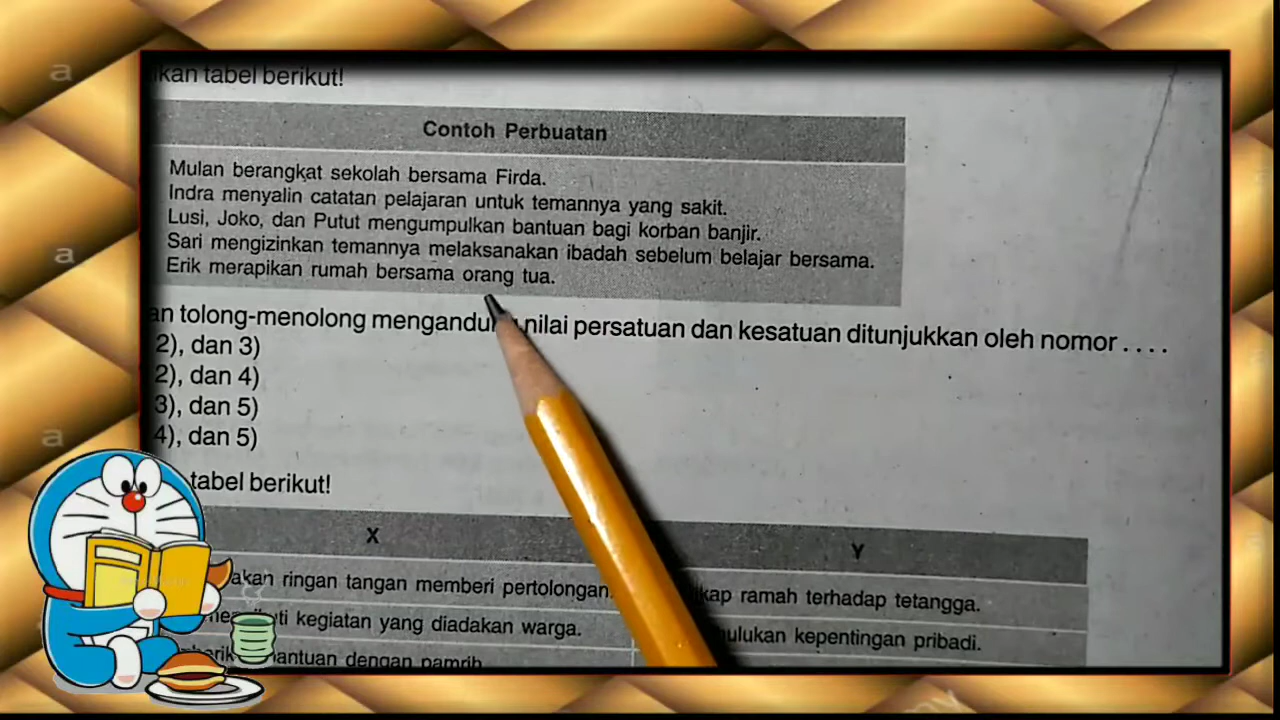 kan tabel berikut!
Contoh Perbuatan
Mulan berangkat sekolah bersama Firda.
Indra menyalin catatan pelajaran untuk temannya yang sakit.
Lusi, Joko, dan Putut mengumpulkan bantuan bagi korban banjir.
Sari mengizinkan temannya melaksanakan ibadah sebelum belajar bersama.
Erik merapikan rumah bersama orang tua.
an tolong-menolong mengandu nilai persatuan dan kesatuan ditunjukkan oleh nomor . . . .
2), dan 3)
2), dan 4)
3), dan 5)
4), dan 5)
tabel berikut!
X Y
akan ringan tangan memberi pertolongan. kap ramah terhadap tetangga.
ti kegiatan yang diadakan warga. ulukan kepentingan pribadi.
antuan dengan pamrih